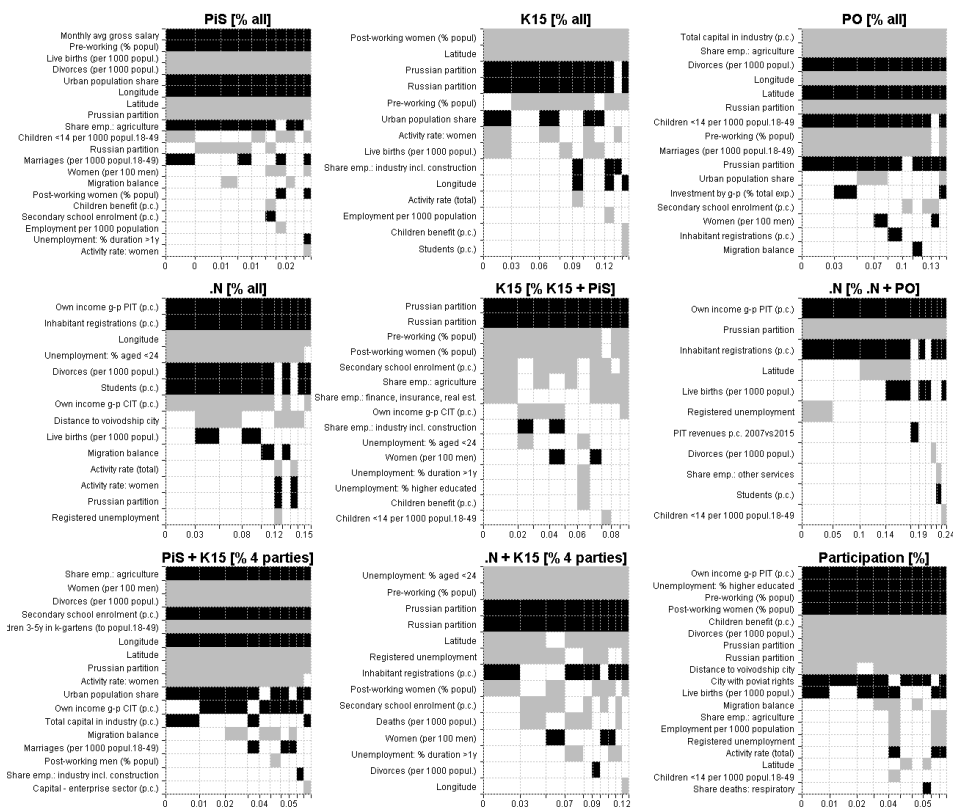 PiS [% all]
Monthly avg gross salary
Pre-working (% popul)
Live births (per 1000 popul.)
Divorces (per 1000 popul.)
Urban population share
Longitude
Latitude
Prussian partition
Share emp.: agriculture
Children <14 per 1000 popul.18-49
Russian partition
Marriages (per 1000 popul.18-49)
Women (per 100 men)
Migration balance
Post-working women (% popul)
Children benefit (p.c.)
Secondary school enrolment (p.c.)
Employment per 1000 population
Unemployment: % duration >1y
Activity rate: women
0 0 0.01 0.01 0.02
K15 [% all]
Post-working women (% popul)
Latitude
Prussian partition
Russian partition
Pre-working (% popul)
Urban population share
Activity rate: women
Live births (per 1000 popul.)
Share emp.: industry incl. construction
Longitude
Activity rate (total)
Employment per 1000 population
Children benefit (p.c.)
Students (p.c.)
0 0.03 0.06 0.09 0.12
PO [% all]
Total capital in industry (p.c.)
Share emp.: agriculture
Divorces (per 1000 popul.)
Longitude
Latitude
Russian partition
Children <14 per 1000 popul.18-49
Pre-working (% popul)
Marriages (per 1000 popul.18-49)
Prussian partition
Urban population share
Investment by g-p (% total exp.)
Secondary school enrolment (p.c.)
Women (per 100 men)
Inhabitant registrations (p.c.)
Migration balance
0 0.03 0.07 0.1 0.13
.N [% all]
Own income g-p PIT (p.c.)
Inhabitant registrations (p.c.)
Longitude
Unemployment: % aged <24
Divorces (per 1000 popul.)
Students (p.c.)
Own income g-p CIT (p.c.)
Distance to voivodship city
Live births (per 1000 popul.)
Migration balance
Activity rate (total)
Activity rate: women
Prussian partition
Registered unemployment
0 0.03 0.07 0.1 0.12 0.15
K15 [% K15 + PiS]
Prussian partition
Russian partition
Pre-working (% popul)
Post-working women (% popul)
Secondary school enrolment (p.c.)
Share emp.: agriculture
Share emp.: finance, insurance, real est.
Own income g-p CIT (p.c.)
Share emp.: industry incl. construction
Unemployment: % aged <24
Women (per 100 men)
Unemployment: % duration >1y
Unemployment: % higher educated
Children benefit (p.c.)
Children <14 per 1000 popul.18-49
0 0.02 0.04 0.05 0.08
.N [% .N + PO]
Own income g-p PIT (p.c.)
Prussian partition
Inhabitant registrations (p.c.)
Latitude
Live births (per 1000 popul.)
Registered unemployment
PIT revenues p.c. 2007vs2015
Divorces (per 1000 popul.)
Share emp.: other services
Students (p.c.)
Children <14 per 1000 popul.18-49
0 0.05 0.1 0.14 0.19 0.24
PiS + K15 [% 4 parties]
Share emp.: agriculture
Women (per 100 men)
Divorces (per 1000 popul.)
Secondary school enrolment (p.c.)
dren 3-5y in k-gartens (to popul.18-49)
Longitude
Latitude
Prussian partition
Activity rate: women
Urban population share
Own income g-p CIT (p.c.)
Total capital in industry (p.c.)
Migration balance
Marriages (per 1000 popul.18-49)
Post-working men (% popul)
Share emp.: industry incl. construction
Capital - enterprise sector (p.c.)
0 0.01 0.02 0.04 0.05
.N + K15 [% 4 parties]
Unemployment: % aged <24
Pre-working (% popul)
Prussian partition
Russian partition
Latitude
Registered unemployment
Inhabitant registrations (p.c.)
Post-working women (% popul)
Secondary school enrolment (p.c.)
Deaths (per 1000 popul.)
Women (per 100 men)
Unemployment: % duration >1y
Divorces (per 1000 popul.)
Longitude
0 0.03 0.05 0.07 0.09 0.12
Participation [%]
Own income g-p PIT (p.c.)
Unemployment: % higher educated
Pre-working (% popul)
Post-working women (% popul)
Children benefit (p.c.)
Divorces (per 1000 popul.)
Prussian partition
Russian partition
Distance to voivodship city
City with poviat rights
Live births (per 1000 popul.)
Migration balance
Share emp.: agriculture
Employment per 1000 population
Registered unemployment
Activity rate (total)
Latitude
Children <14 per 1000 popul.18-49
Share deaths: respiratory
0 0.01 0.02 0.04 0.05